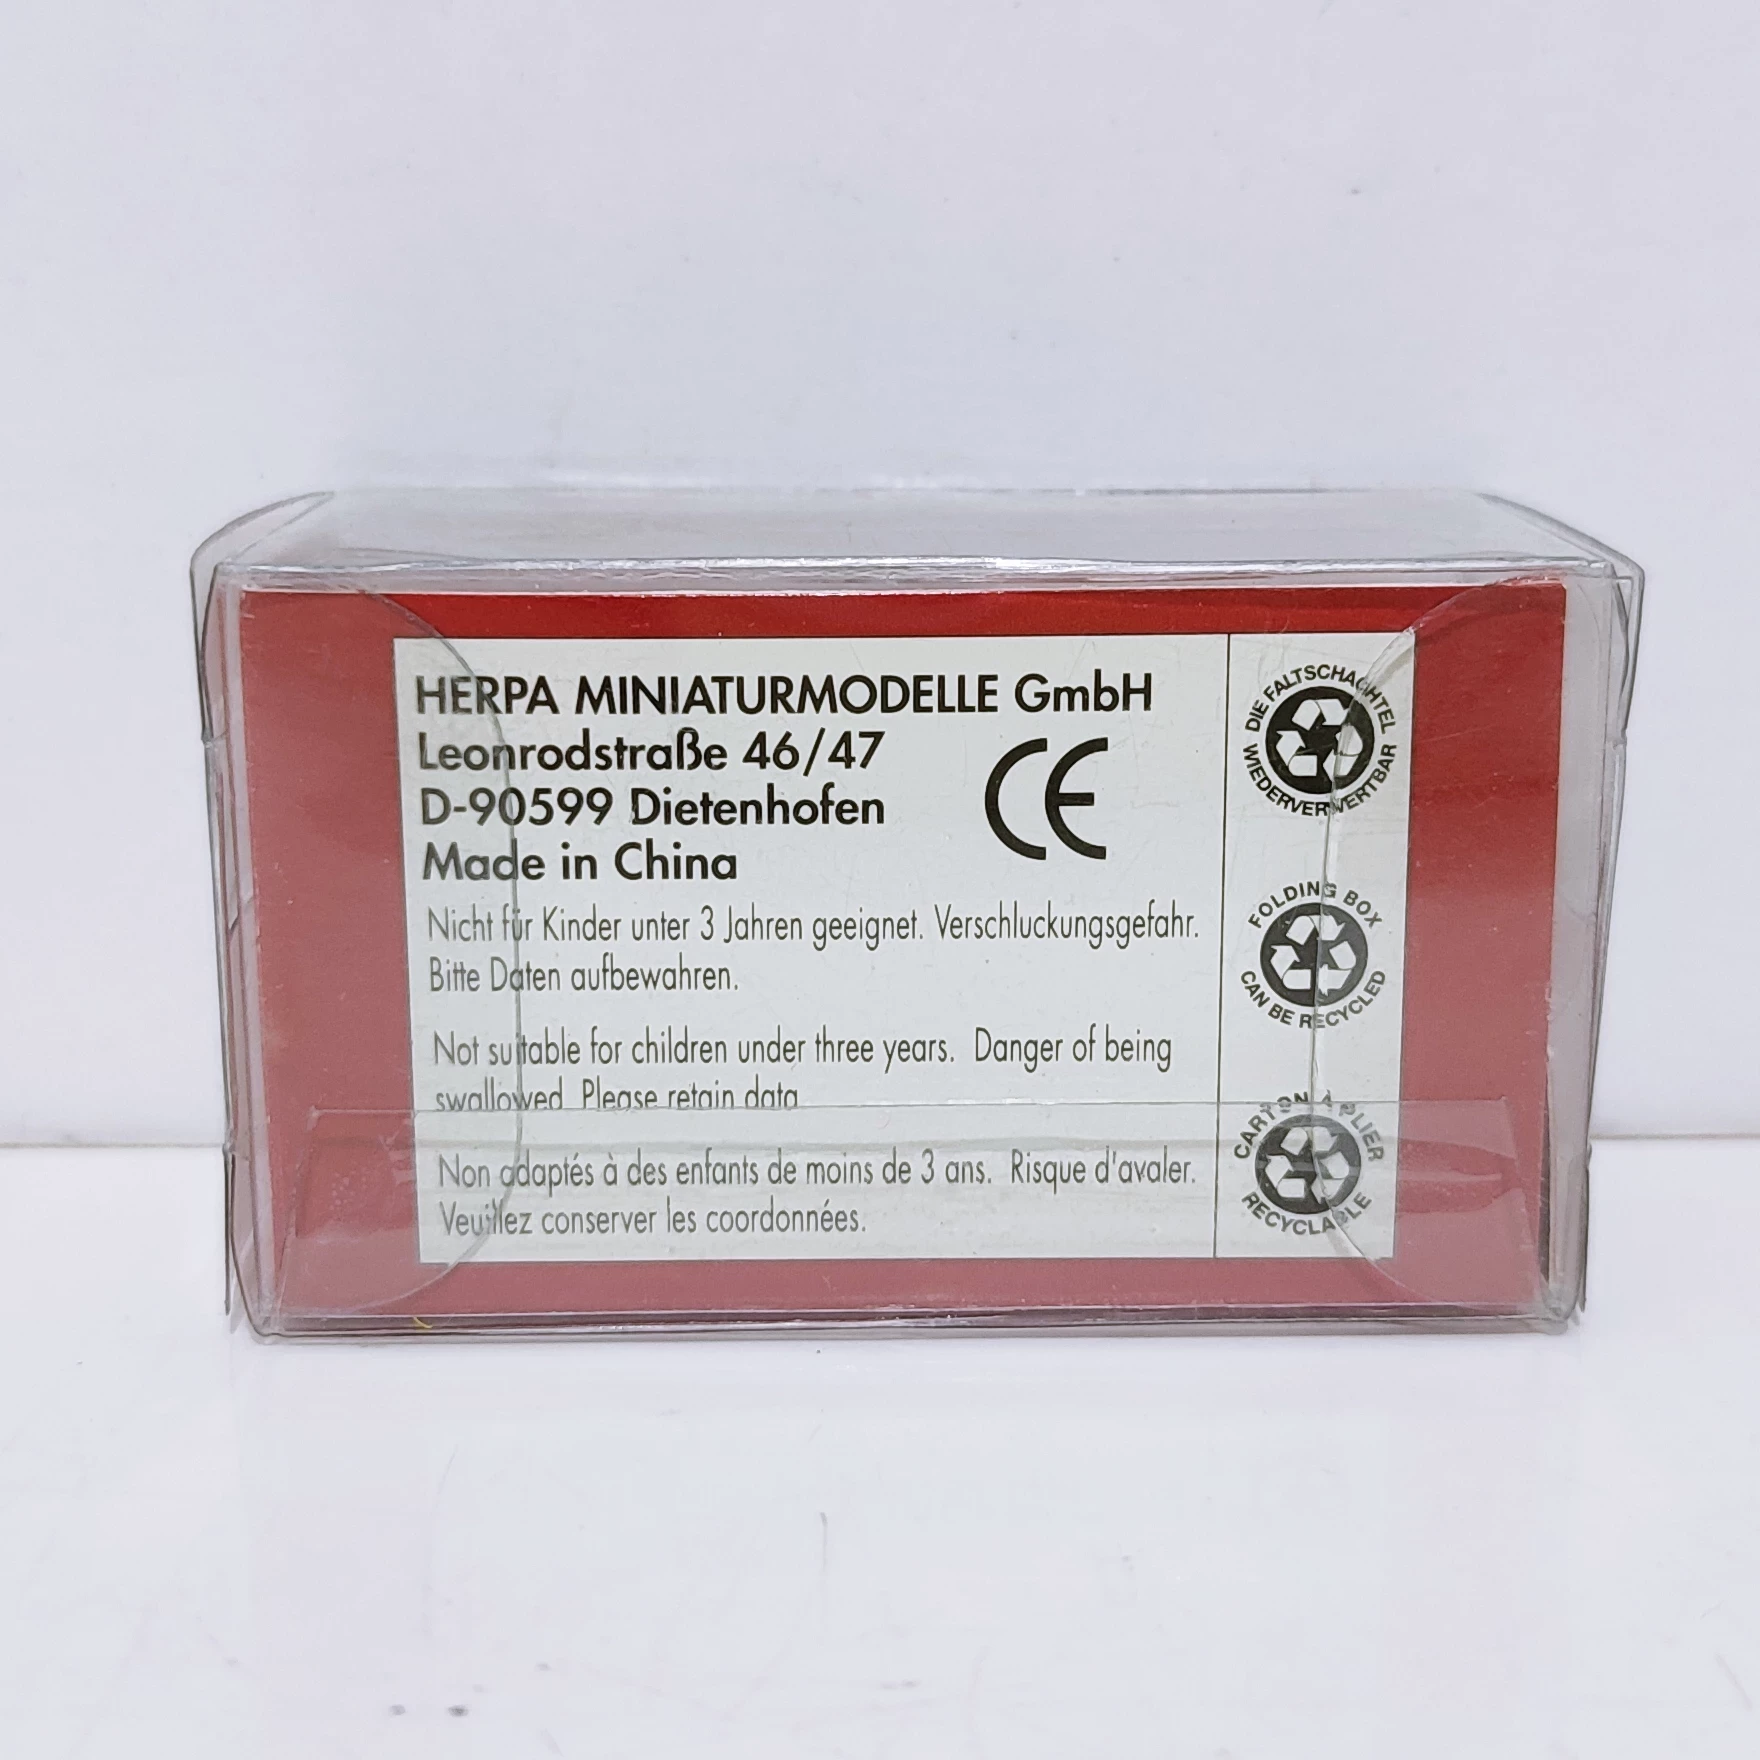 HERPA MINIATURMODELLE GmbH
Leonrodstraße 46/47
D-90599 Dietenhofen
Made in China
CE
Nicht für Kinder unter 3 Jahren geeignet. Verschluckungsgefahr.
Bitte Daten aufbewahren.
Not suitable for children under three years. Danger of being
swallowed. Please retain data.
Non adaptés à des enfants de moins de 3 ans. Risque d'avaler.
Veuillez conserver les coordonnées.
DIE FALTSCHACHTEL
WIEDERVERWERTBAR
FOLDING BOX
CAN BE RECYCLED
CARTON À PLIER
RECYCLABLE